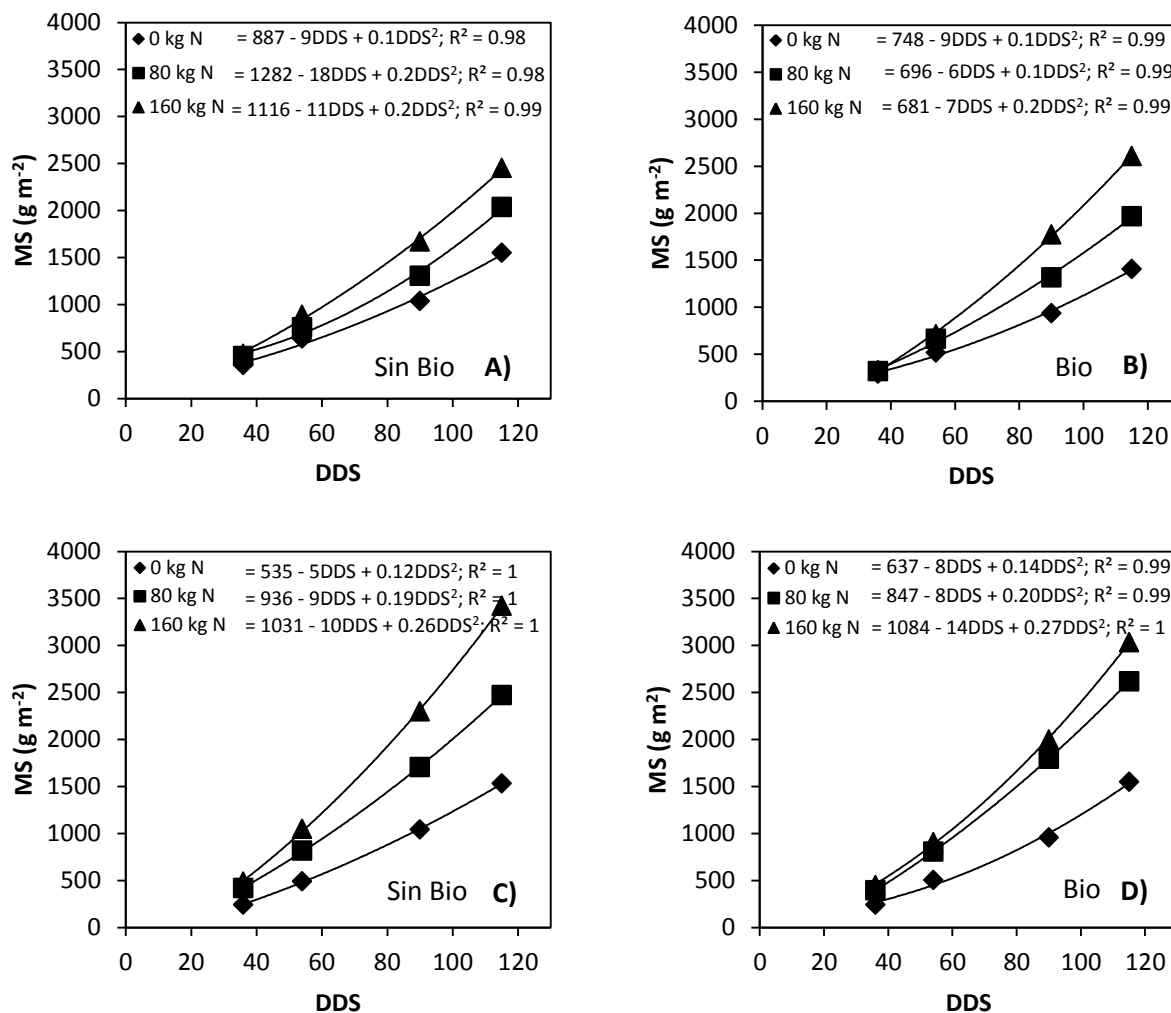 4000
3500
3000
2500
2000
1500
1000
500
0
MS (g m⁻²)
0 kg N = 887 - 9DDS + 0.1DDS²; R² = 0.98
80 kg N = 1282 - 18DDS + 0.2DDS²; R² = 0.98
160 kg N = 1116 - 11DDS + 0.2DDS²; R² = 0.99
Sin Bio A)
0 20 40 60 80 100 120
DDS
4000
3500
3000
2500
2000
1500
1000
500
0
MS (g m⁻²)
0 kg N = 748 - 9DDS + 0.1DDS²; R² = 0.99
80 kg N = 696 - 6DDS + 0.1DDS²; R² = 0.99
160 kg N = 681 - 7DDS + 0.2DDS²; R² = 0.99
Bio B)
0 20 40 60 80 100 120
DDS
4000
3500
3000
2500
2000
1500
1000
500
0
MS (g m⁻²)
0 kg N = 535 - 5DDS + 0.12DDS²; R² = 1
80 kg N = 936 - 9DDS + 0.19DDS²; R² = 1
160 kg N = 1031 - 10DDS + 0.26DDS²; R² = 1
Sin Bio C)
0 20 40 60 80 100 120
DDS
4000
3500
3000
2500
2000
1500
1000
500
0
MS (g m²)
0 kg N = 637 - 8DDS + 0.14DDS²; R² = 0.99
80 kg N = 847 - 8DDS + 0.20DDS²; R² = 0.99
160 kg N = 1084 - 14DDS + 0.27DDS²; R² = 1
Bio D)
0 20 40 60 80 100 120
DDS